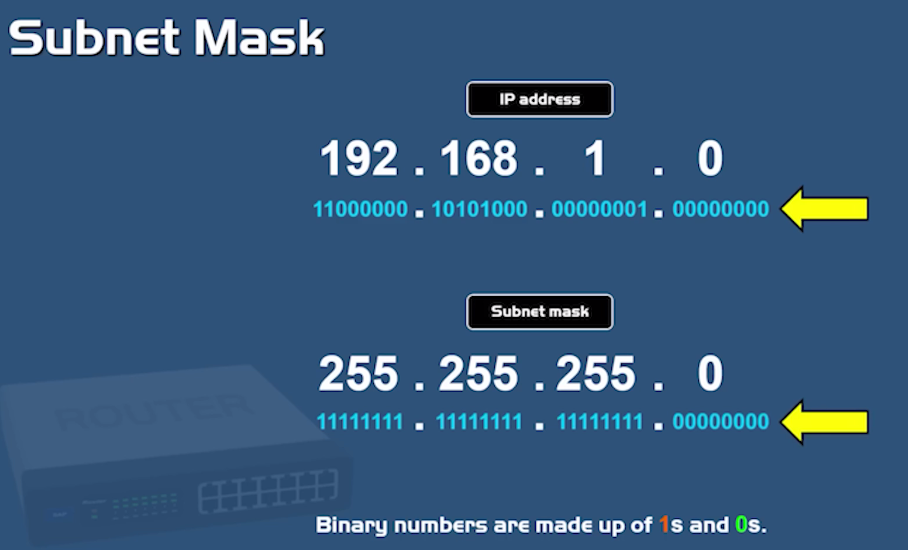 Subnet Mask
IP address
192 . 168 . 1 . 0
11000000 . 10101000 . 00000001 . 00000000
Subnet mask
255 . 255 . 255 . 0
11111111 . 11111111 . 11111111 . 00000000
ROUTER
Binary numbers are made up of 1s and 0s.